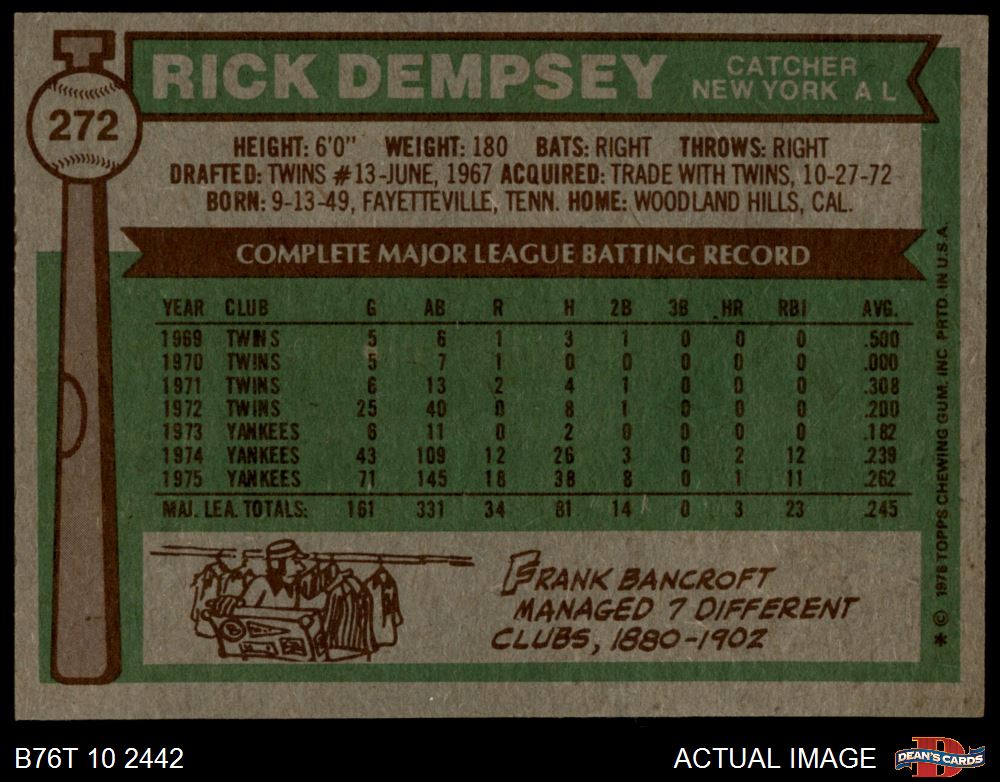 272
RICK DEMPSEY
CATCHER
NEW YORK A L
HEIGHT: 6'0" WEIGHT: 180 BATS: RIGHT THROWS: RIGHT
DRAFTED: TWINS #13-JUNE, 1967 ACQUIRED: TRADE WITH TWINS, 10-27-72
BORN: 9-13-49, FAYETTEVILLE, TENN. HOME: WOODLAND HILLS, CAL.
COMPLETE MAJOR LEAGUE BATTING RECORD
YEAR CLUB G AB R H 2B 3B HR RBI AVG.
1969 TWINS 5 6 1 3 1 0 0 0 .500
1970 TWINS 5 7 1 0 0 0 0 0 .000
1971 TWINS 6 13 2 4 1 0 0 0 .308
1972 TWINS 25 40 0 8 1 0 0 0 .200
1973 YANKEES 6 11 0 2 0 0 0 0 .182
1974 YANKEES 43 109 12 26 3 0 2 12 .239
1975 YANKEES 71 145 18 38 8 0 1 11 .262
MAJ. LEA. TOTALS: 161 331 34 81 14 0 3 23 .245
FRANK BANCROFT
MANAGED 7 DIFFERENT
CLUBS, 1880-1902
* © 1976 TOPPS CHEWING GUM, INC. PRTD. IN U.S.A.
B76T 10 2442
ACTUAL IMAGE
D
DEAN'S CARDS